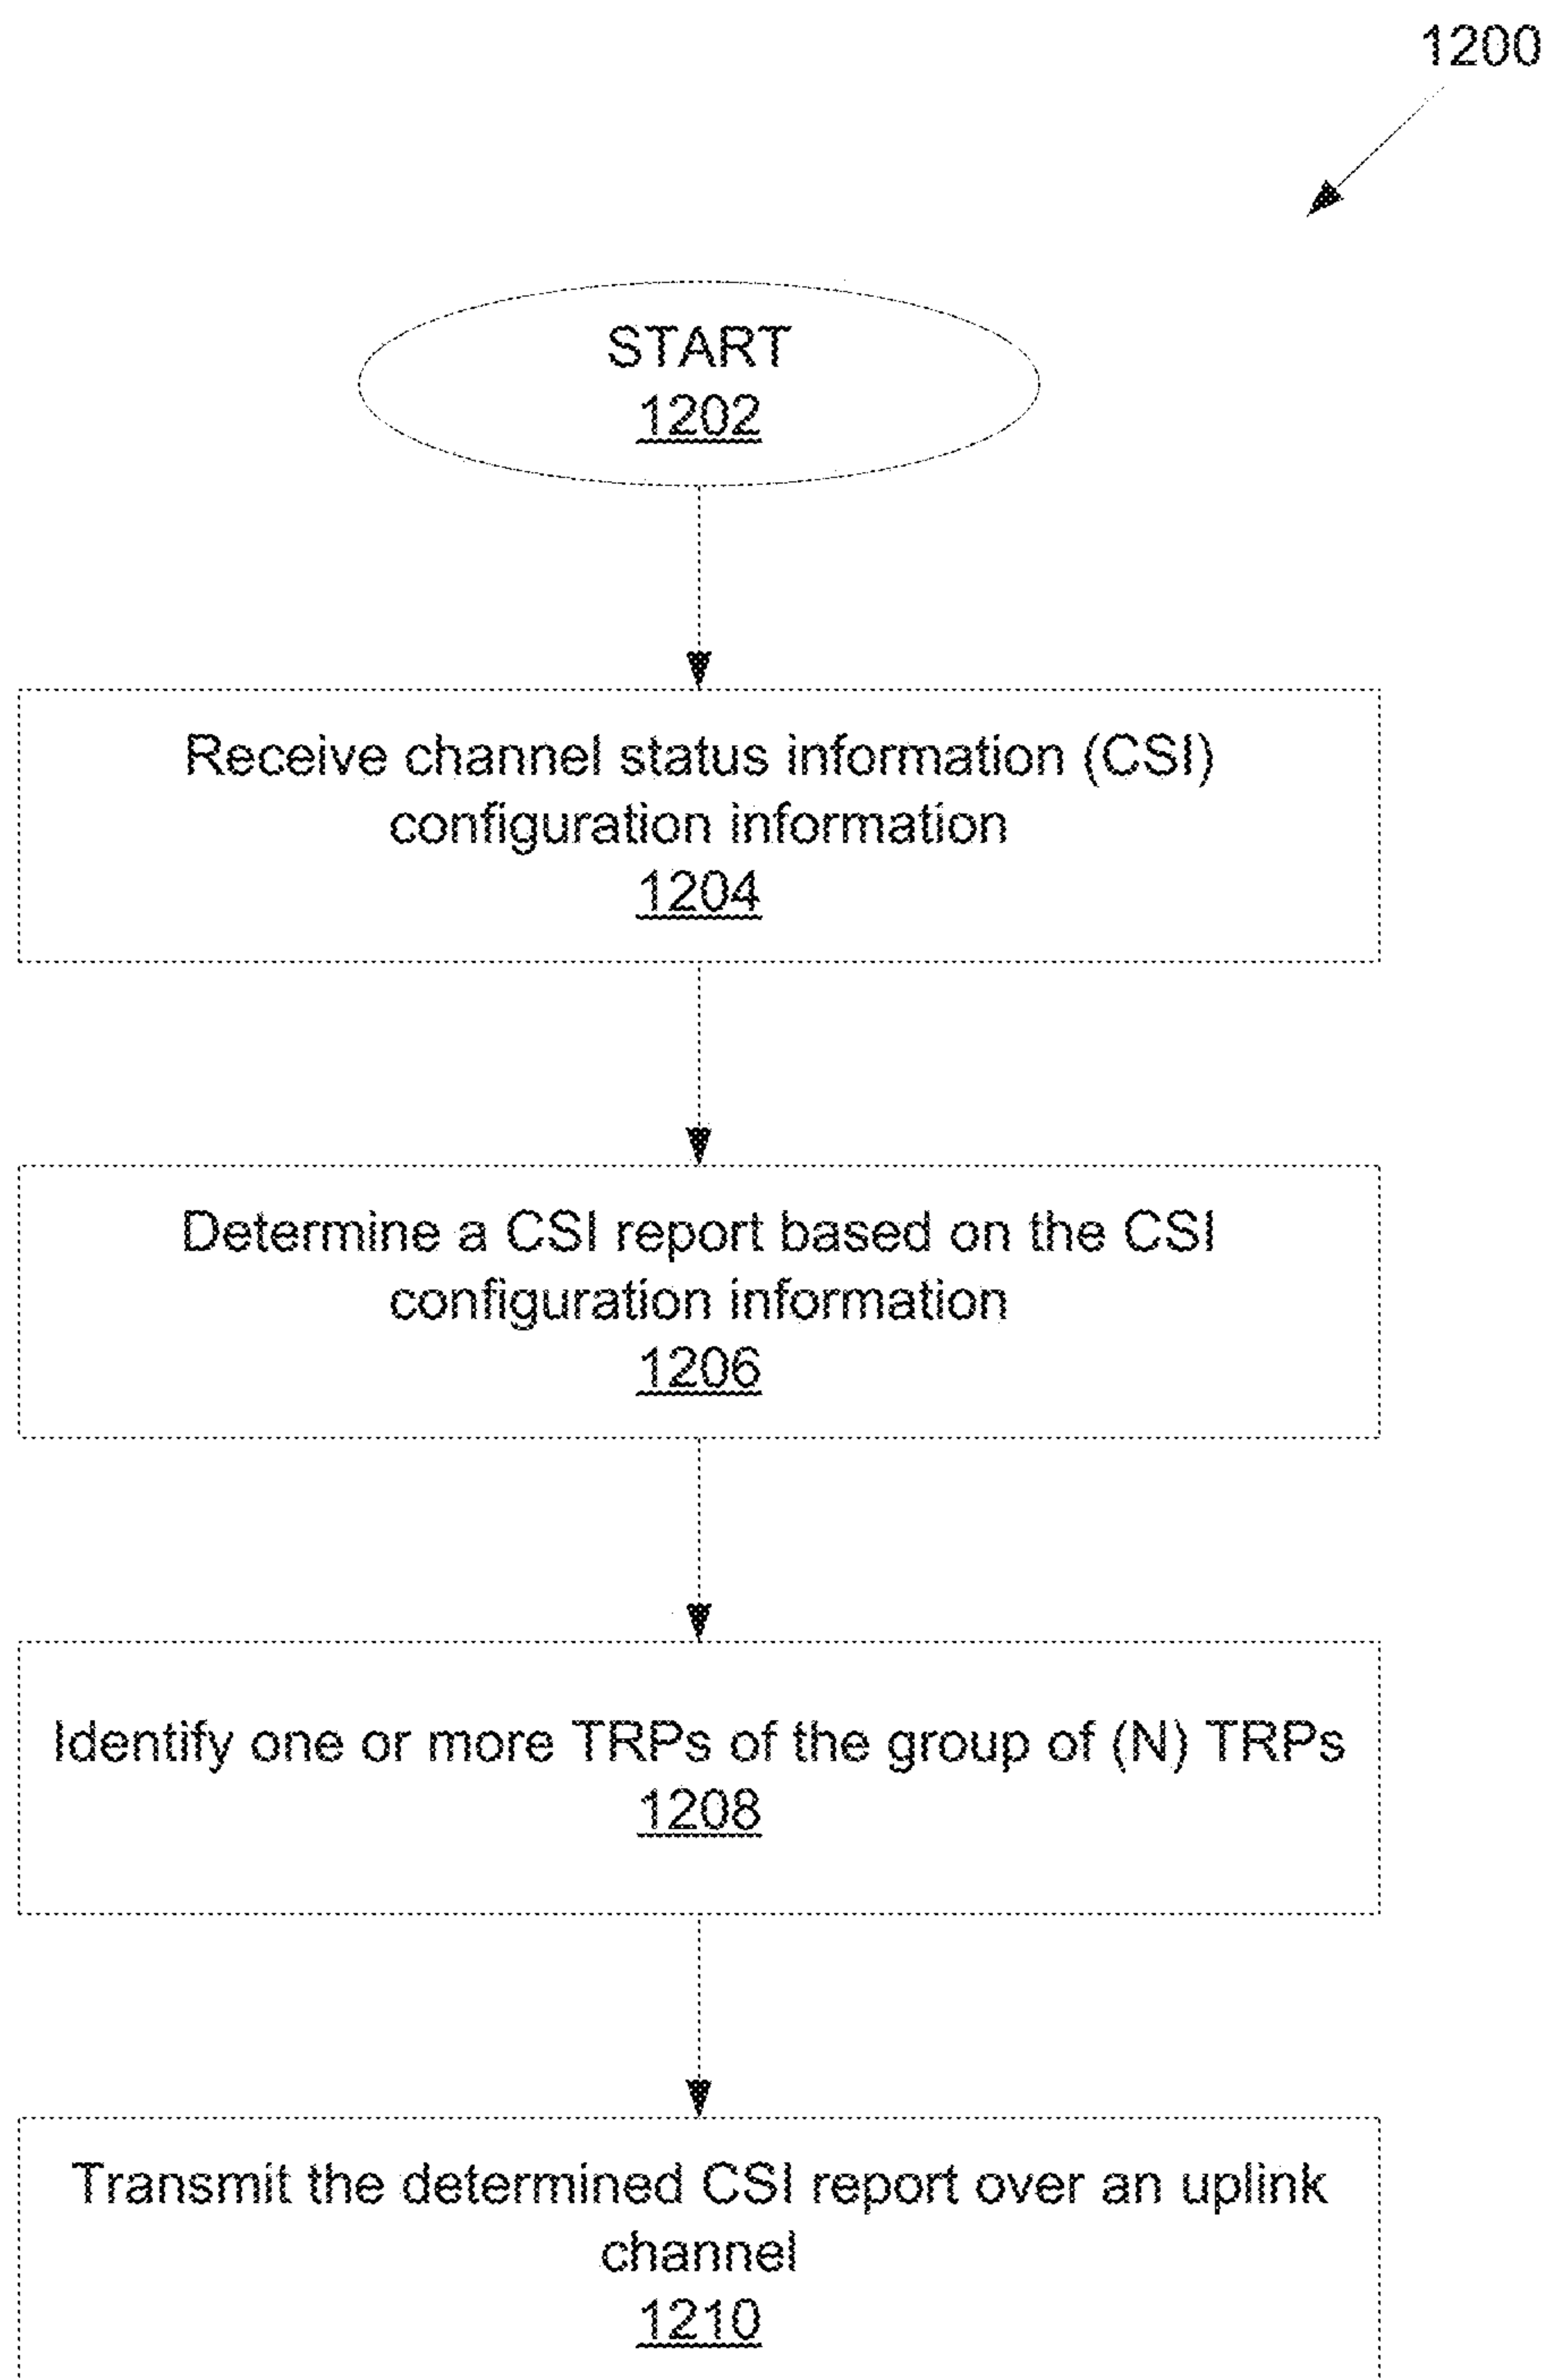 1200
START
1202
Receive channel status information (CSI)
configuration information
1204
Determine a CSI report based on the CSI
configuration information
1206
Identify one or more TRPs of the group of (N) TRPs
1208
Transmit the determined CSI report over an uplink
channel
1210